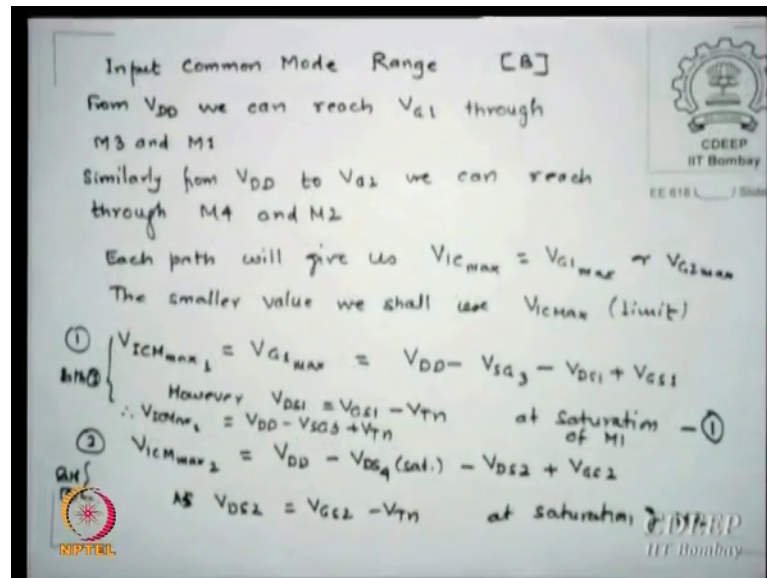 Input Common Mode Range [B]
From VDD we can reach VG1 through
M3 and M1
Similarly from VDD to VG2 we can reach
through M4 and M2
Each path will give us VICmax = VG1max or VG2max
The smaller value we shall use VICMAX (limit)
① VICMmax1 = VG1max = VDD - VSG3 - VDS1 + VGS1
However VDS1 = VGS1 - VTN at saturation of M1 - ①
∴ VICMmax1 = VDD - VSG3 + VTN
② VICMmax2 = VDD - VDS4 (sat.) - VDS2 + VGS2
As VDS2 = VGS2 - VTN at saturation
CDEEP
IIT Bombay
EE 618 L / Slide
NPTEL
CDEEP
IIT Bombay